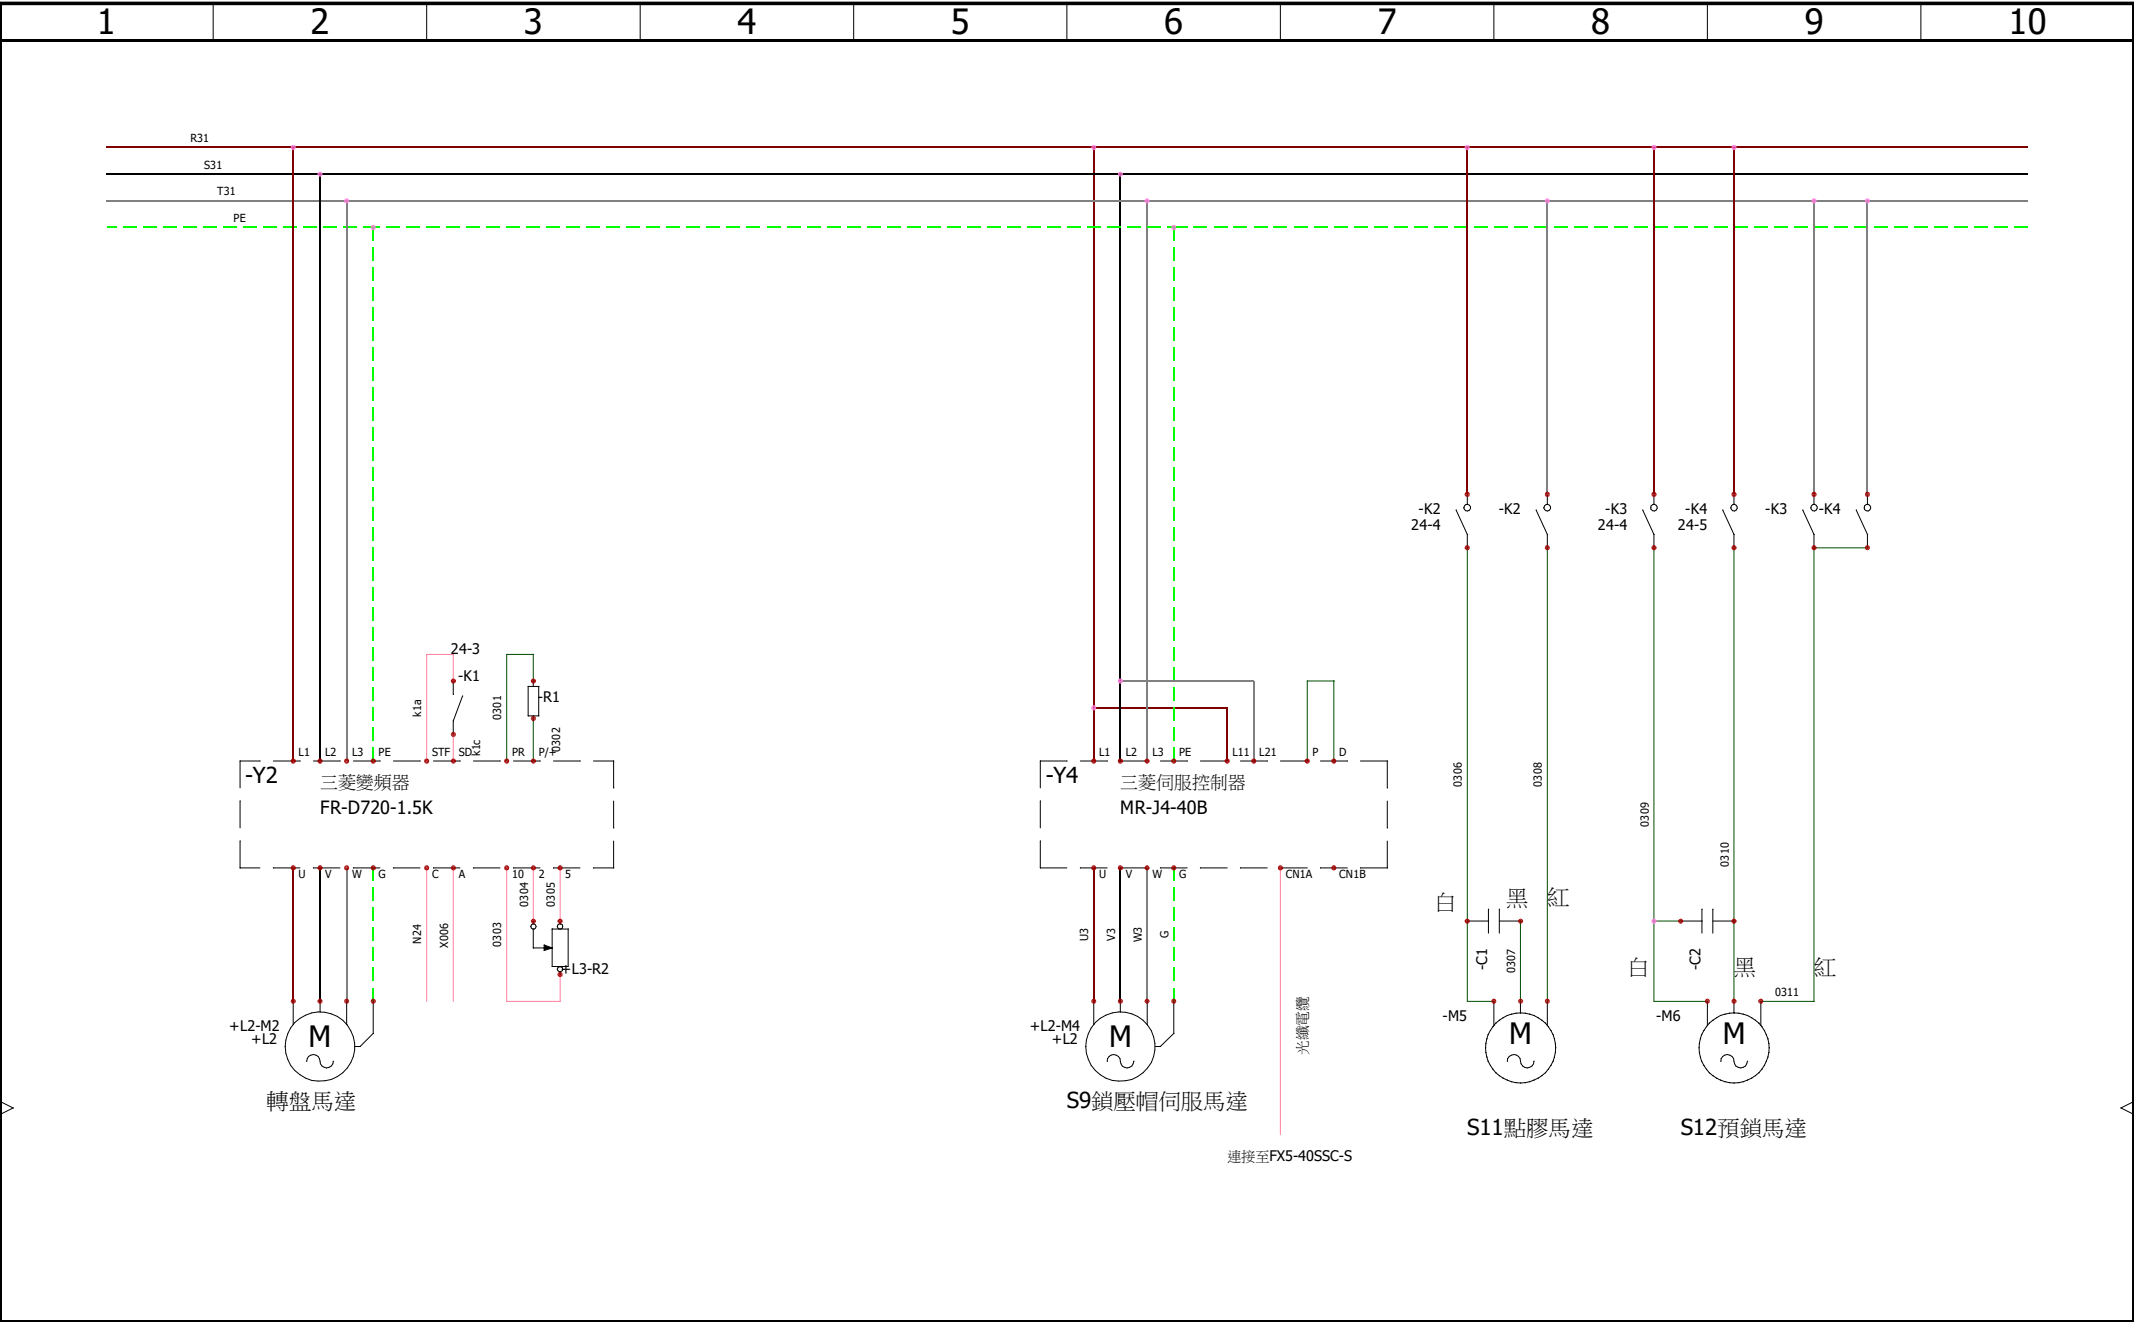 1 2 3 4 5 6 7 8 9 10
R31
S31
T31
PE
-K2
24-4
-K2
-K3
24-4
-K4
24-5
-K3
-K4
24-3
-K1
k1a
k1c
0301
-R1
0302
L1 L2 L3 PE STF SD PR P/+
-Y2
三菱變頻器
FR-D720-1.5K
U V W G C A 10 2 5
N24
X006
0303
0304
0305
+L3-R2
+L2-M2
+L2
M
轉盤馬達
L1 L2 L3 PE L11 L21 P D
-Y4
三菱伺服控制器
MR-J4-40B
U V W G CN1A CN1B
U3
V3
W3
G
光纖電纜
+L2-M4
+L2
M
S9鎖壓帽伺服馬達
連接至FX5-40SSC-S
0306
0308
白 黑 紅
-C1
0307
-M5
M
S11點膠馬達
0309
0310
-C2
白 黑 紅
0311
-M6
M
S12預鎖馬達